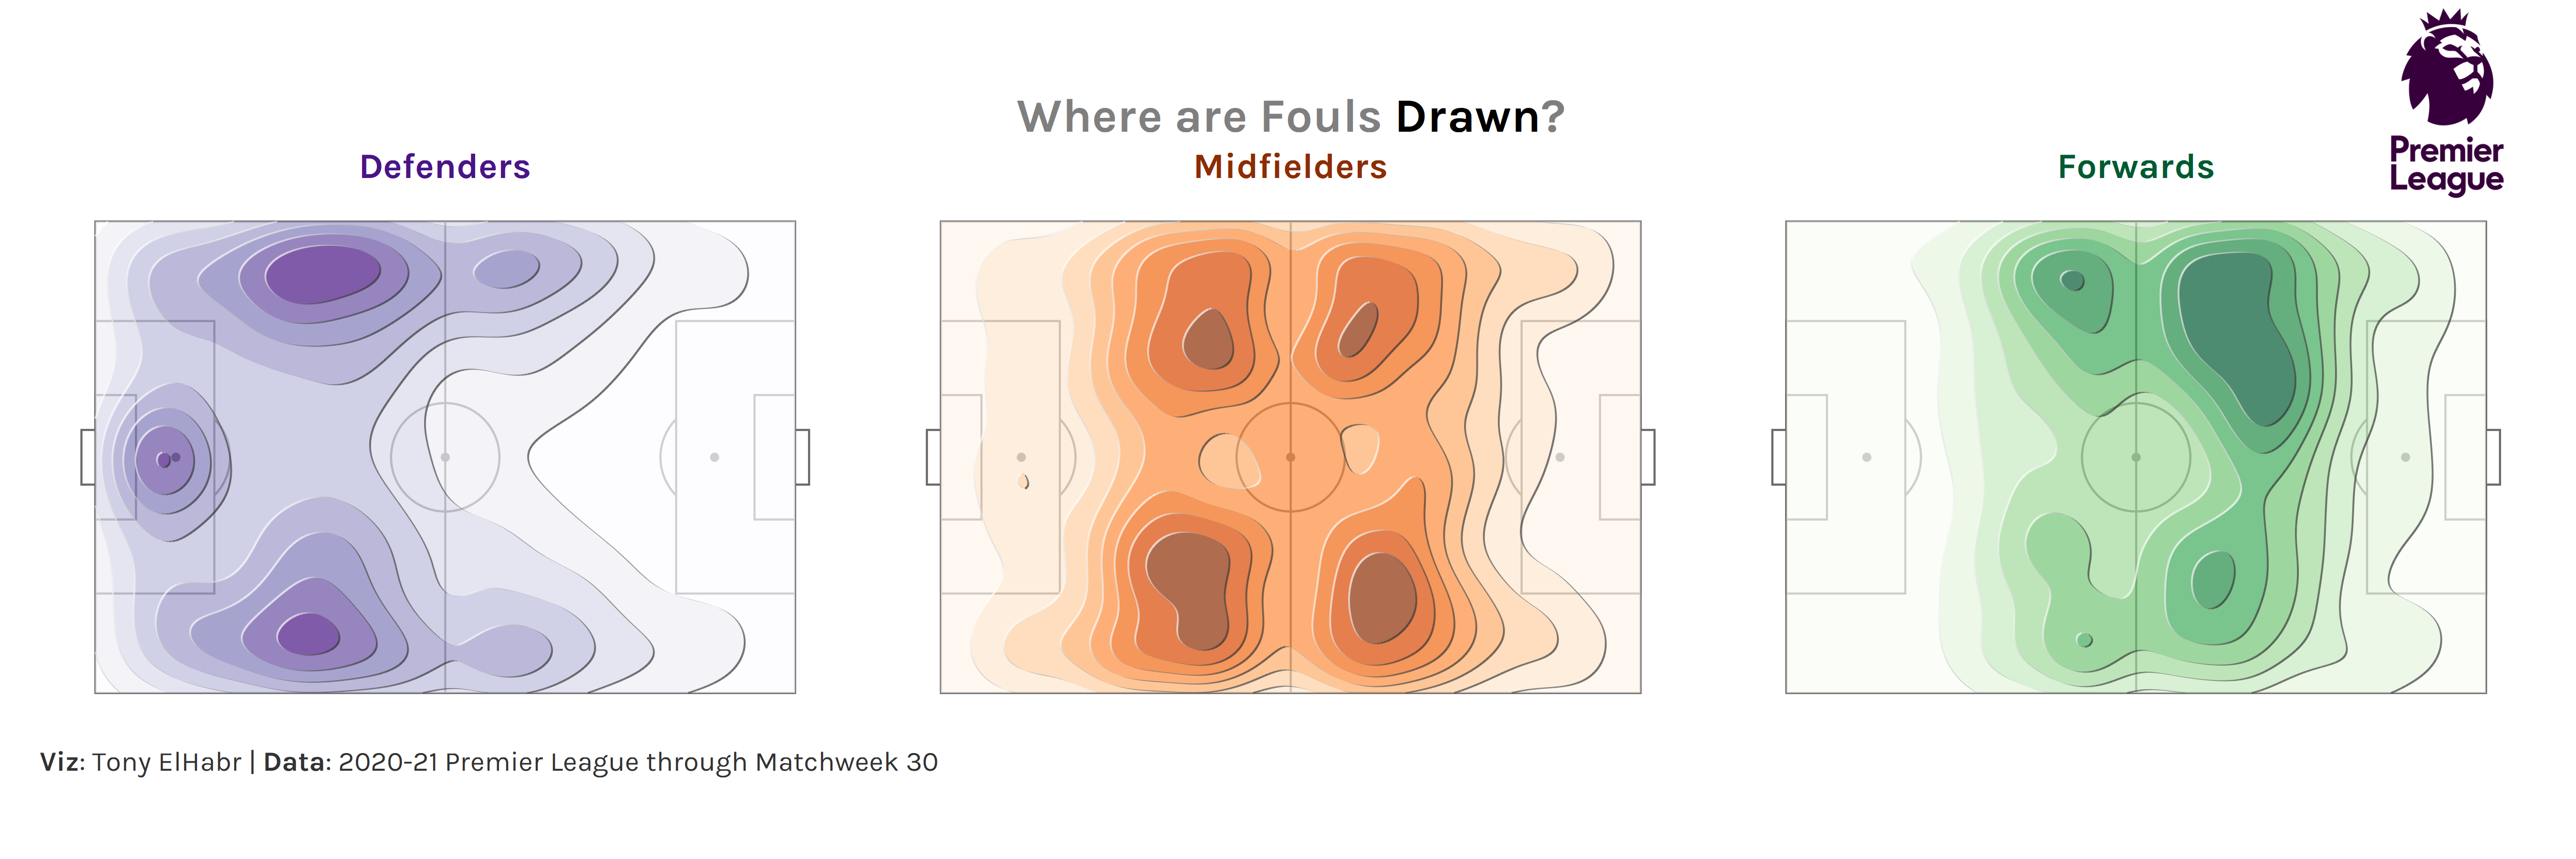 Where are Fouls Drawn?
Defenders
Midfielders
Forwards
Premier
League
Viz: Tony ElHabr | Data: 2020-21 Premier League through Matchweek 30